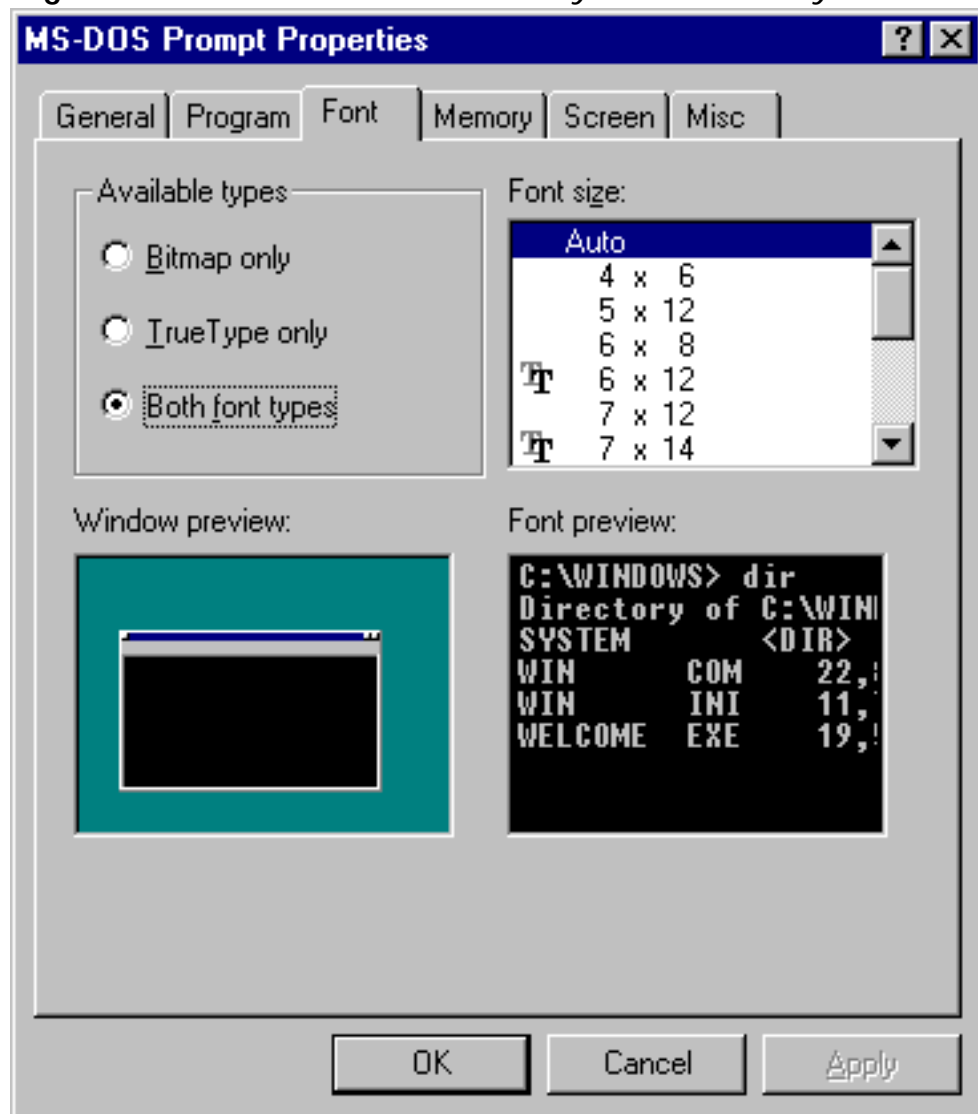 MS-DOS Prompt Properties
General Program Font Memory Screen Misc
Available types
Bitmap only
TrueType only
Both font types
Font size:
Auto
4 x 6
5 x 12
6 x 8
6 x 12
7 x 12
7 x 14
Window preview:
Font preview:
C:\WINDOWS> dir
Directory of C:\WIN
SYSTEM <DIR>
WIN COM 22,
WIN INI 11,
WELCOME EXE 19,
OK Cancel Apply